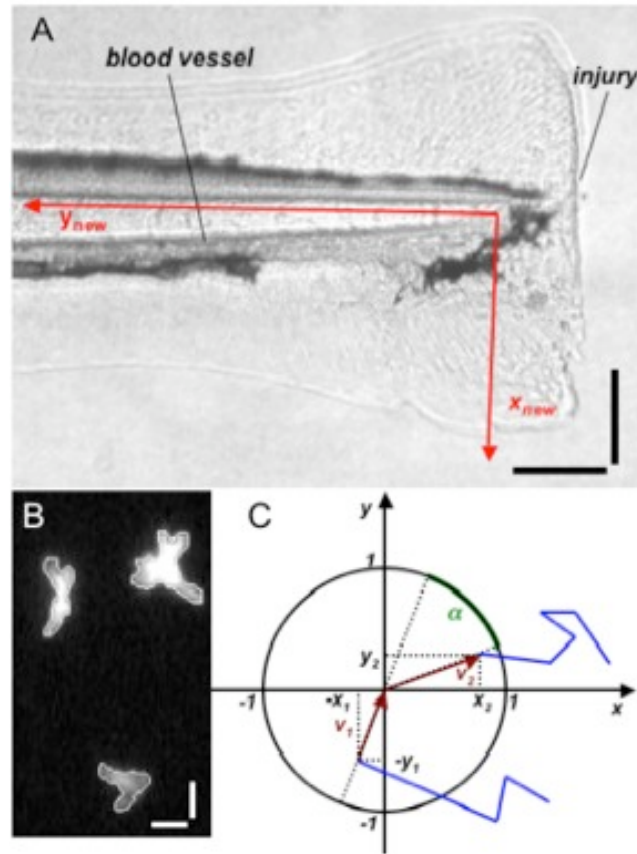 A
blood vessel
injury
ynew
xnew
B
C
y
1
α
y2
v2
-1
-x1
x2
1
x
v1
-y1
-1